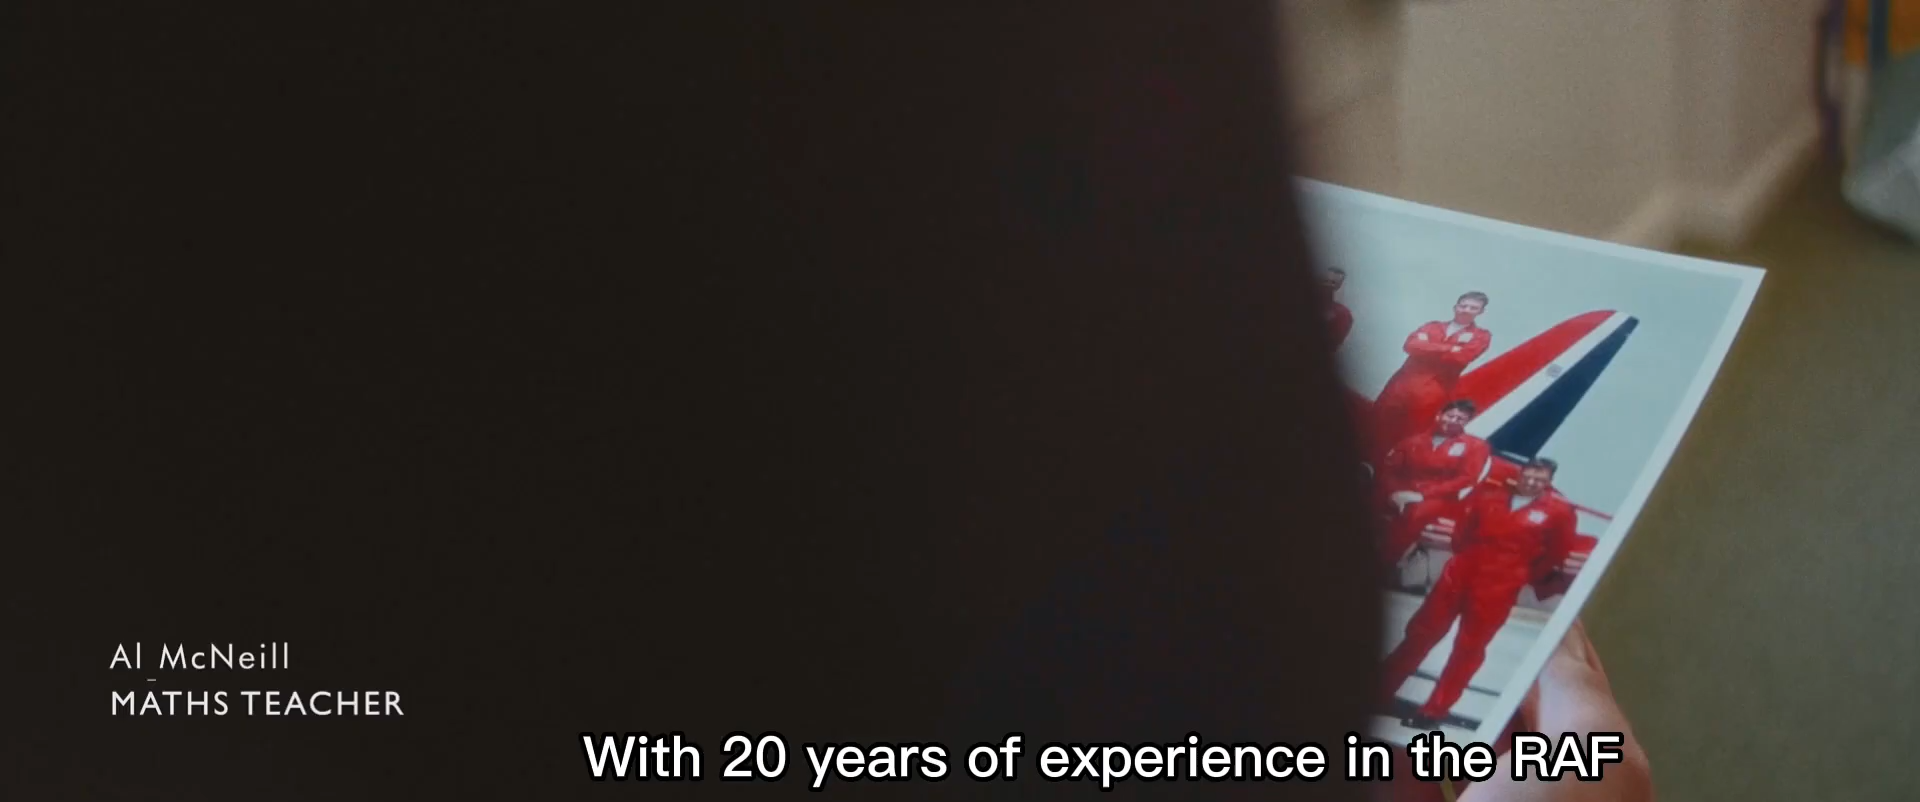 Al McNeill
MATHS TEACHER
With 20 years of experience in the RAF